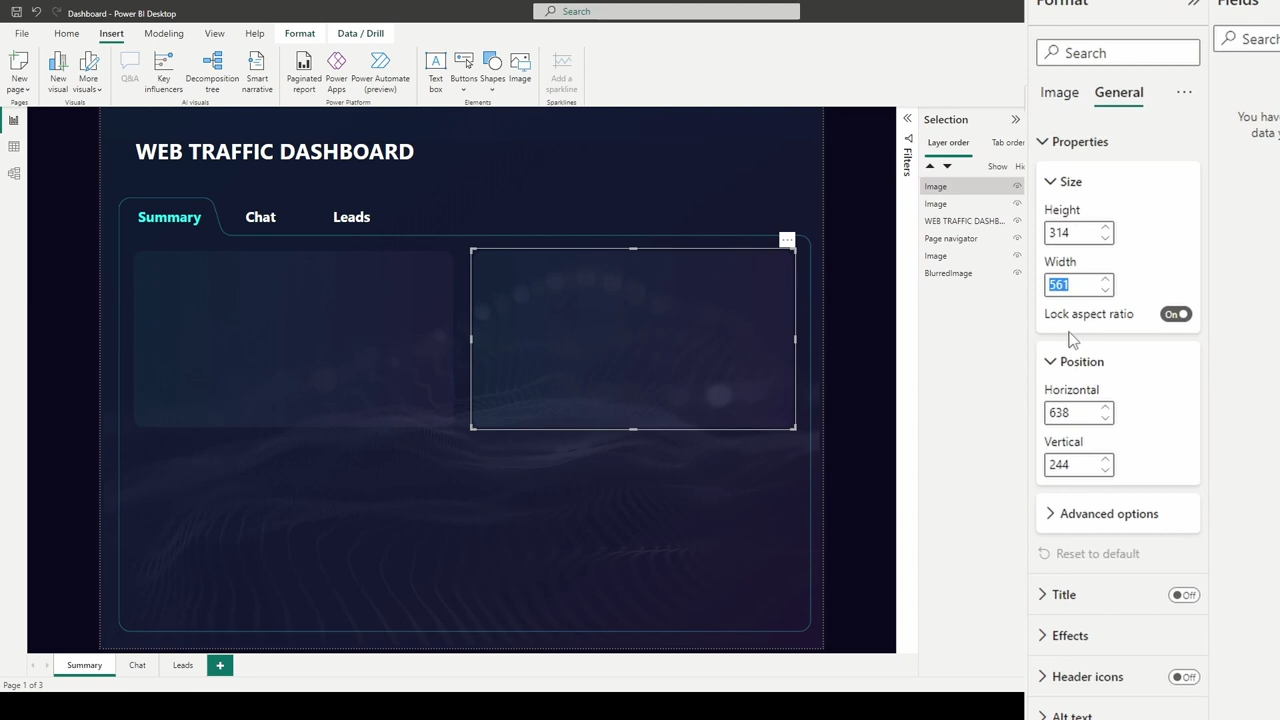 Dashboard - Power BI Desktop
Search
File Home Insert Modeling View Help Format Data / Drill
New page
New visual
More visuals
Q&A
Key influencers
Decomposition tree
Smart narrative
Paginated report
Power Apps
Power Automate (preview)
Text box
Buttons
Shapes
Image
Add a sparkline
Pages Visuals AI visuals Power Platform Elements Sparklines
WEB TRAFFIC DASHBOARD
Summary Chat Leads
...
Filters
Selection
Layer order Tab order
Show Hi
Image
Image
WEB TRAFFIC DASHB...
Page navigator
Image
BlurredImage
Format
Search
Image General ...
Properties
Size
Height
314
Width
561
Lock aspect ratio On
Position
Horizontal
638
Vertical
244
Advanced options
Reset to default
Title Off
Effects
Header icons Off
Alt text
Fields
Search
You have
data y
Summary Chat Leads +
Page 1 of 3